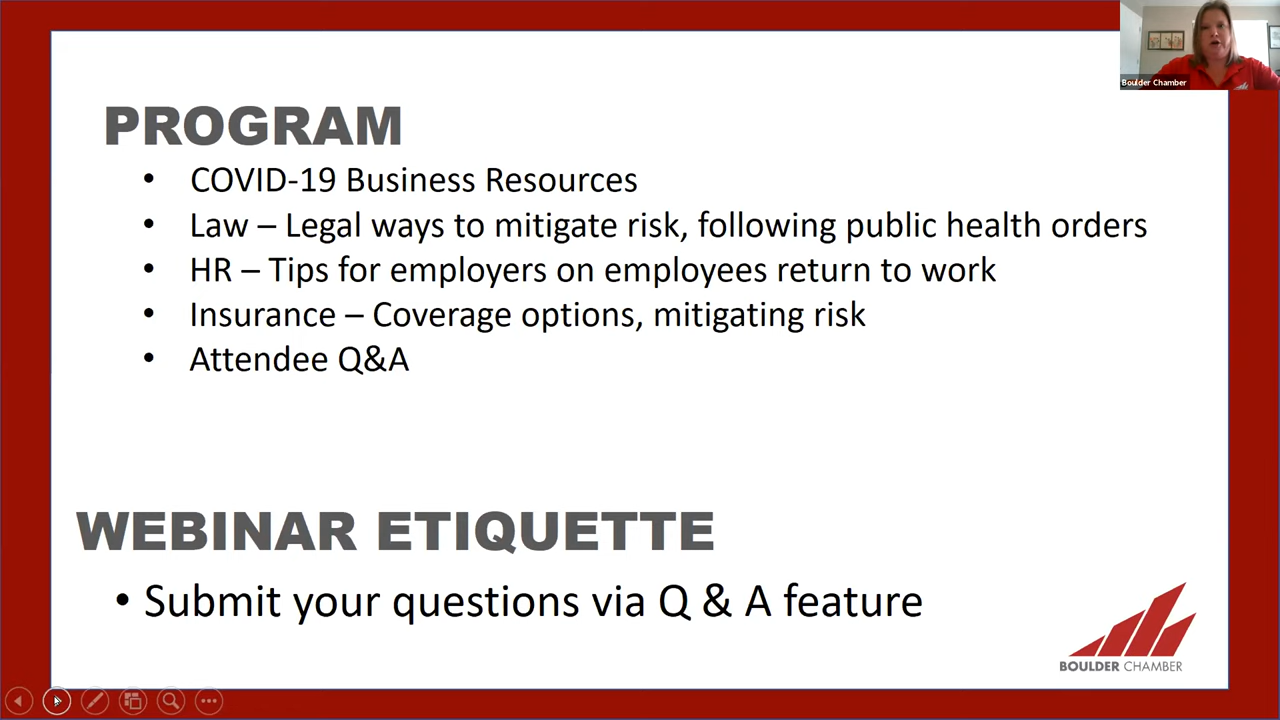 Boulder Chamber
PROGRAM
• COVID-19 Business Resources
• Law – Legal ways to mitigate risk, following public health orders
• HR – Tips for employers on employees return to work
• Insurance – Coverage options, mitigating risk
• Attendee Q&A
WEBINAR ETIQUETTE
• Submit your questions via Q & A feature
BOULDER CHAMBER